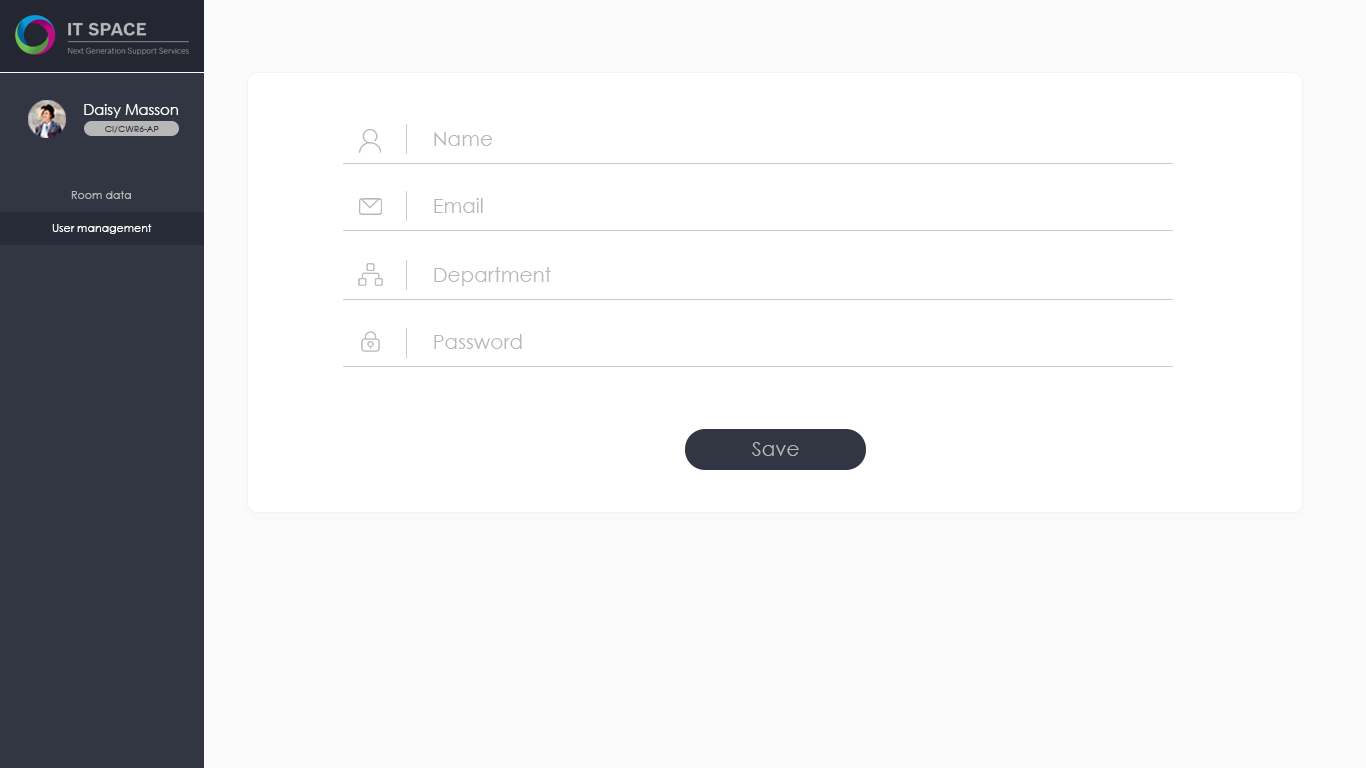 IT SPACE
Next Generation Support Services
Daisy Masson
CI/CWR6-AP
Room data
User management
Name
Email
Department
Password
Save